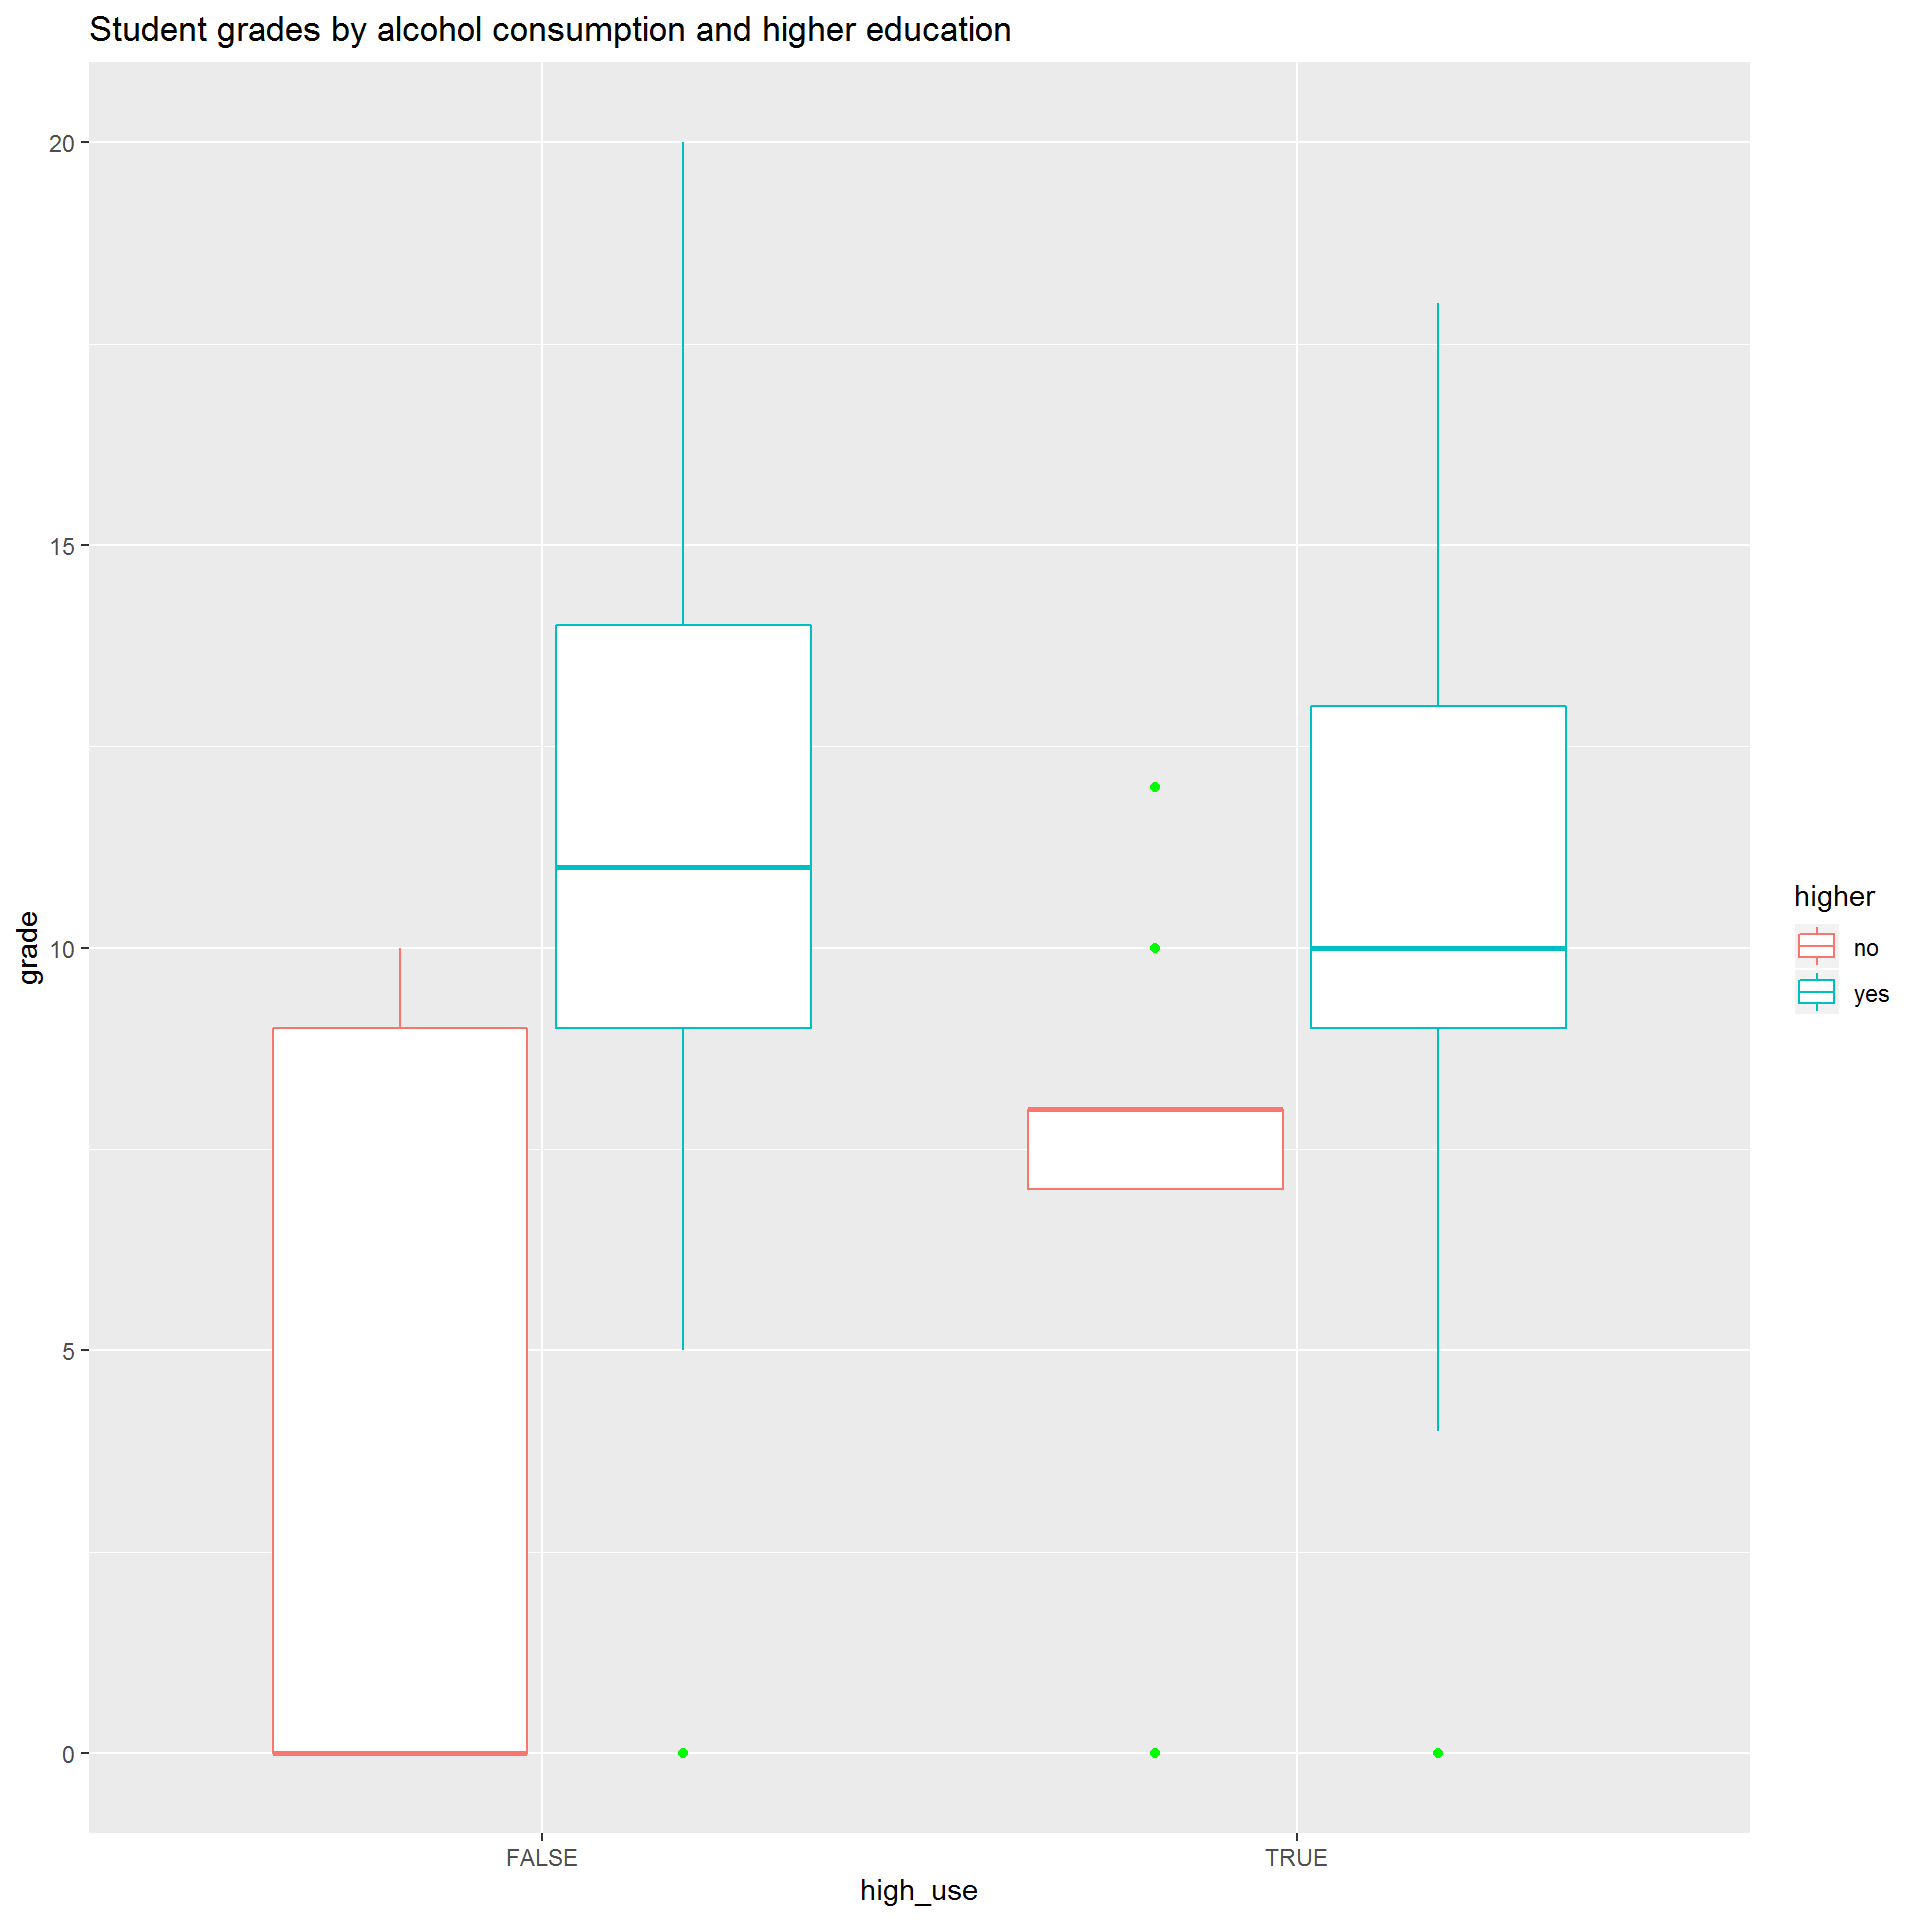 Student grades by alcohol consumption and higher education
20
15
10
5
0
grade
FALSE
TRUE
high_use
higher
no
yes